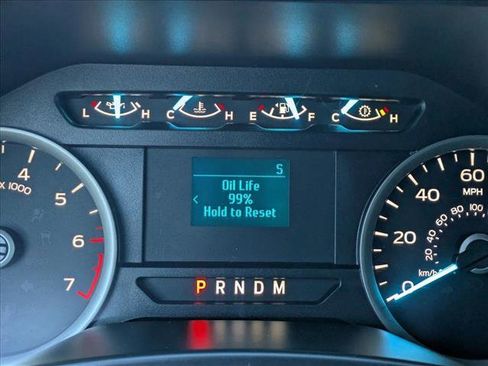 L H C H E F C H
S
Oil Life
99%
Hold to Reset
P R N D M
4
x 1000
5
6
7
60
MPH
40
20
0
100
80
60
40
20
km/h